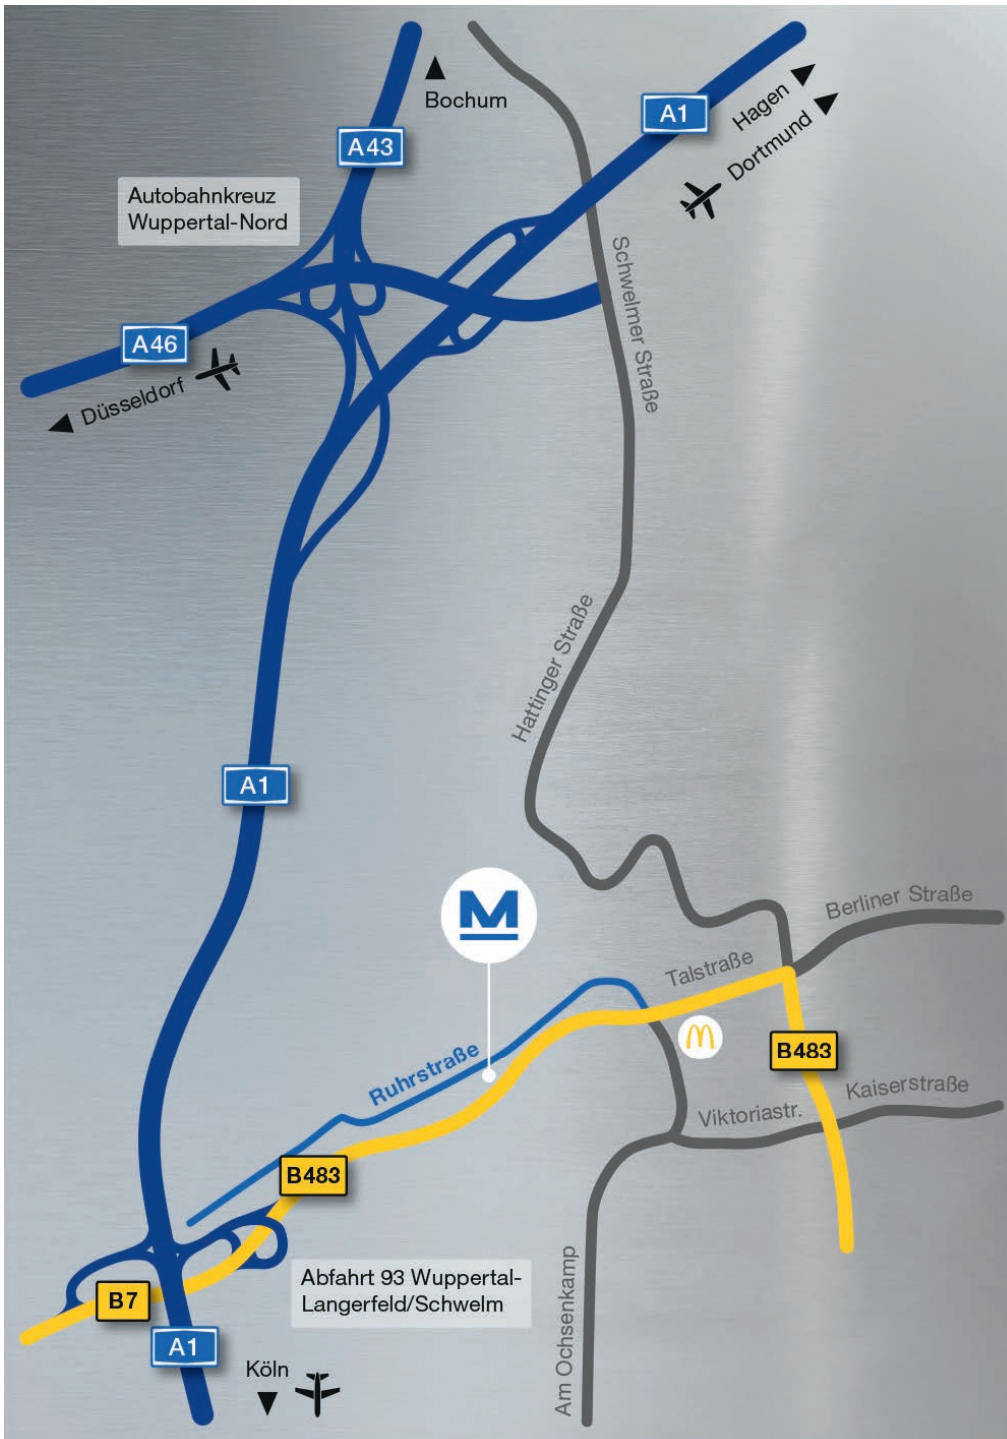 Bochum
A1
Hagen
Dortmund
A43
Autobahnkreuz
Wuppertal-Nord
Schwelmer Straße
A46
Düsseldorf
Hattinger Straße
A1
M
Berliner Straße
Talstraße
Ruhrstraße
B483
Kaiserstraße
Viktoriastr.
B483
Abfahrt 93 Wuppertal-
Langerfeld/Schwelm
B7
A1
Köln
Am Ochsenkamp